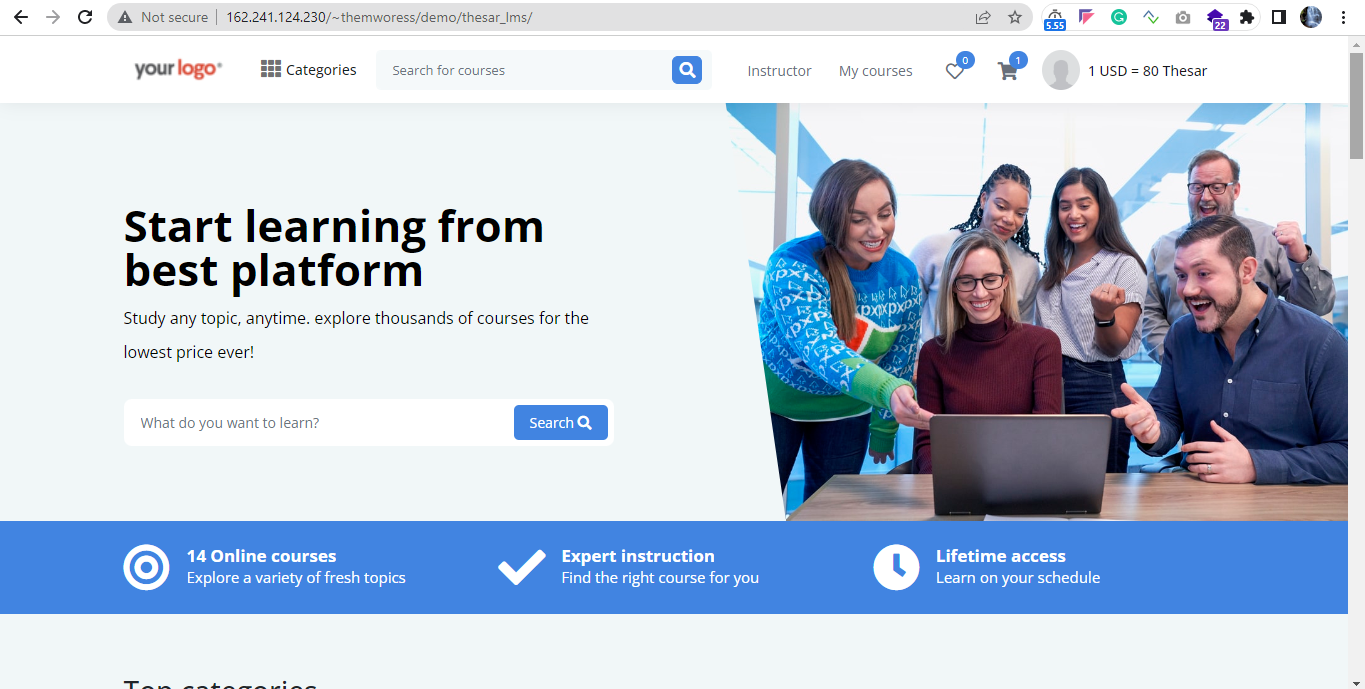 Not secure
162.241.124.230/~themworess/demo/thesar_lms/
5.55
22
your logo®
Categories
Search for courses
Instructor
My courses
0
1
1 USD = 80 Thesar
Start learning from
best platform
Study any topic, anytime. explore thousands of courses for the
lowest price ever!
What do you want to learn?
Search
14 Online courses
Explore a variety of fresh topics
Expert instruction
Find the right course for you
Lifetime access
Learn on your schedule
Top categories